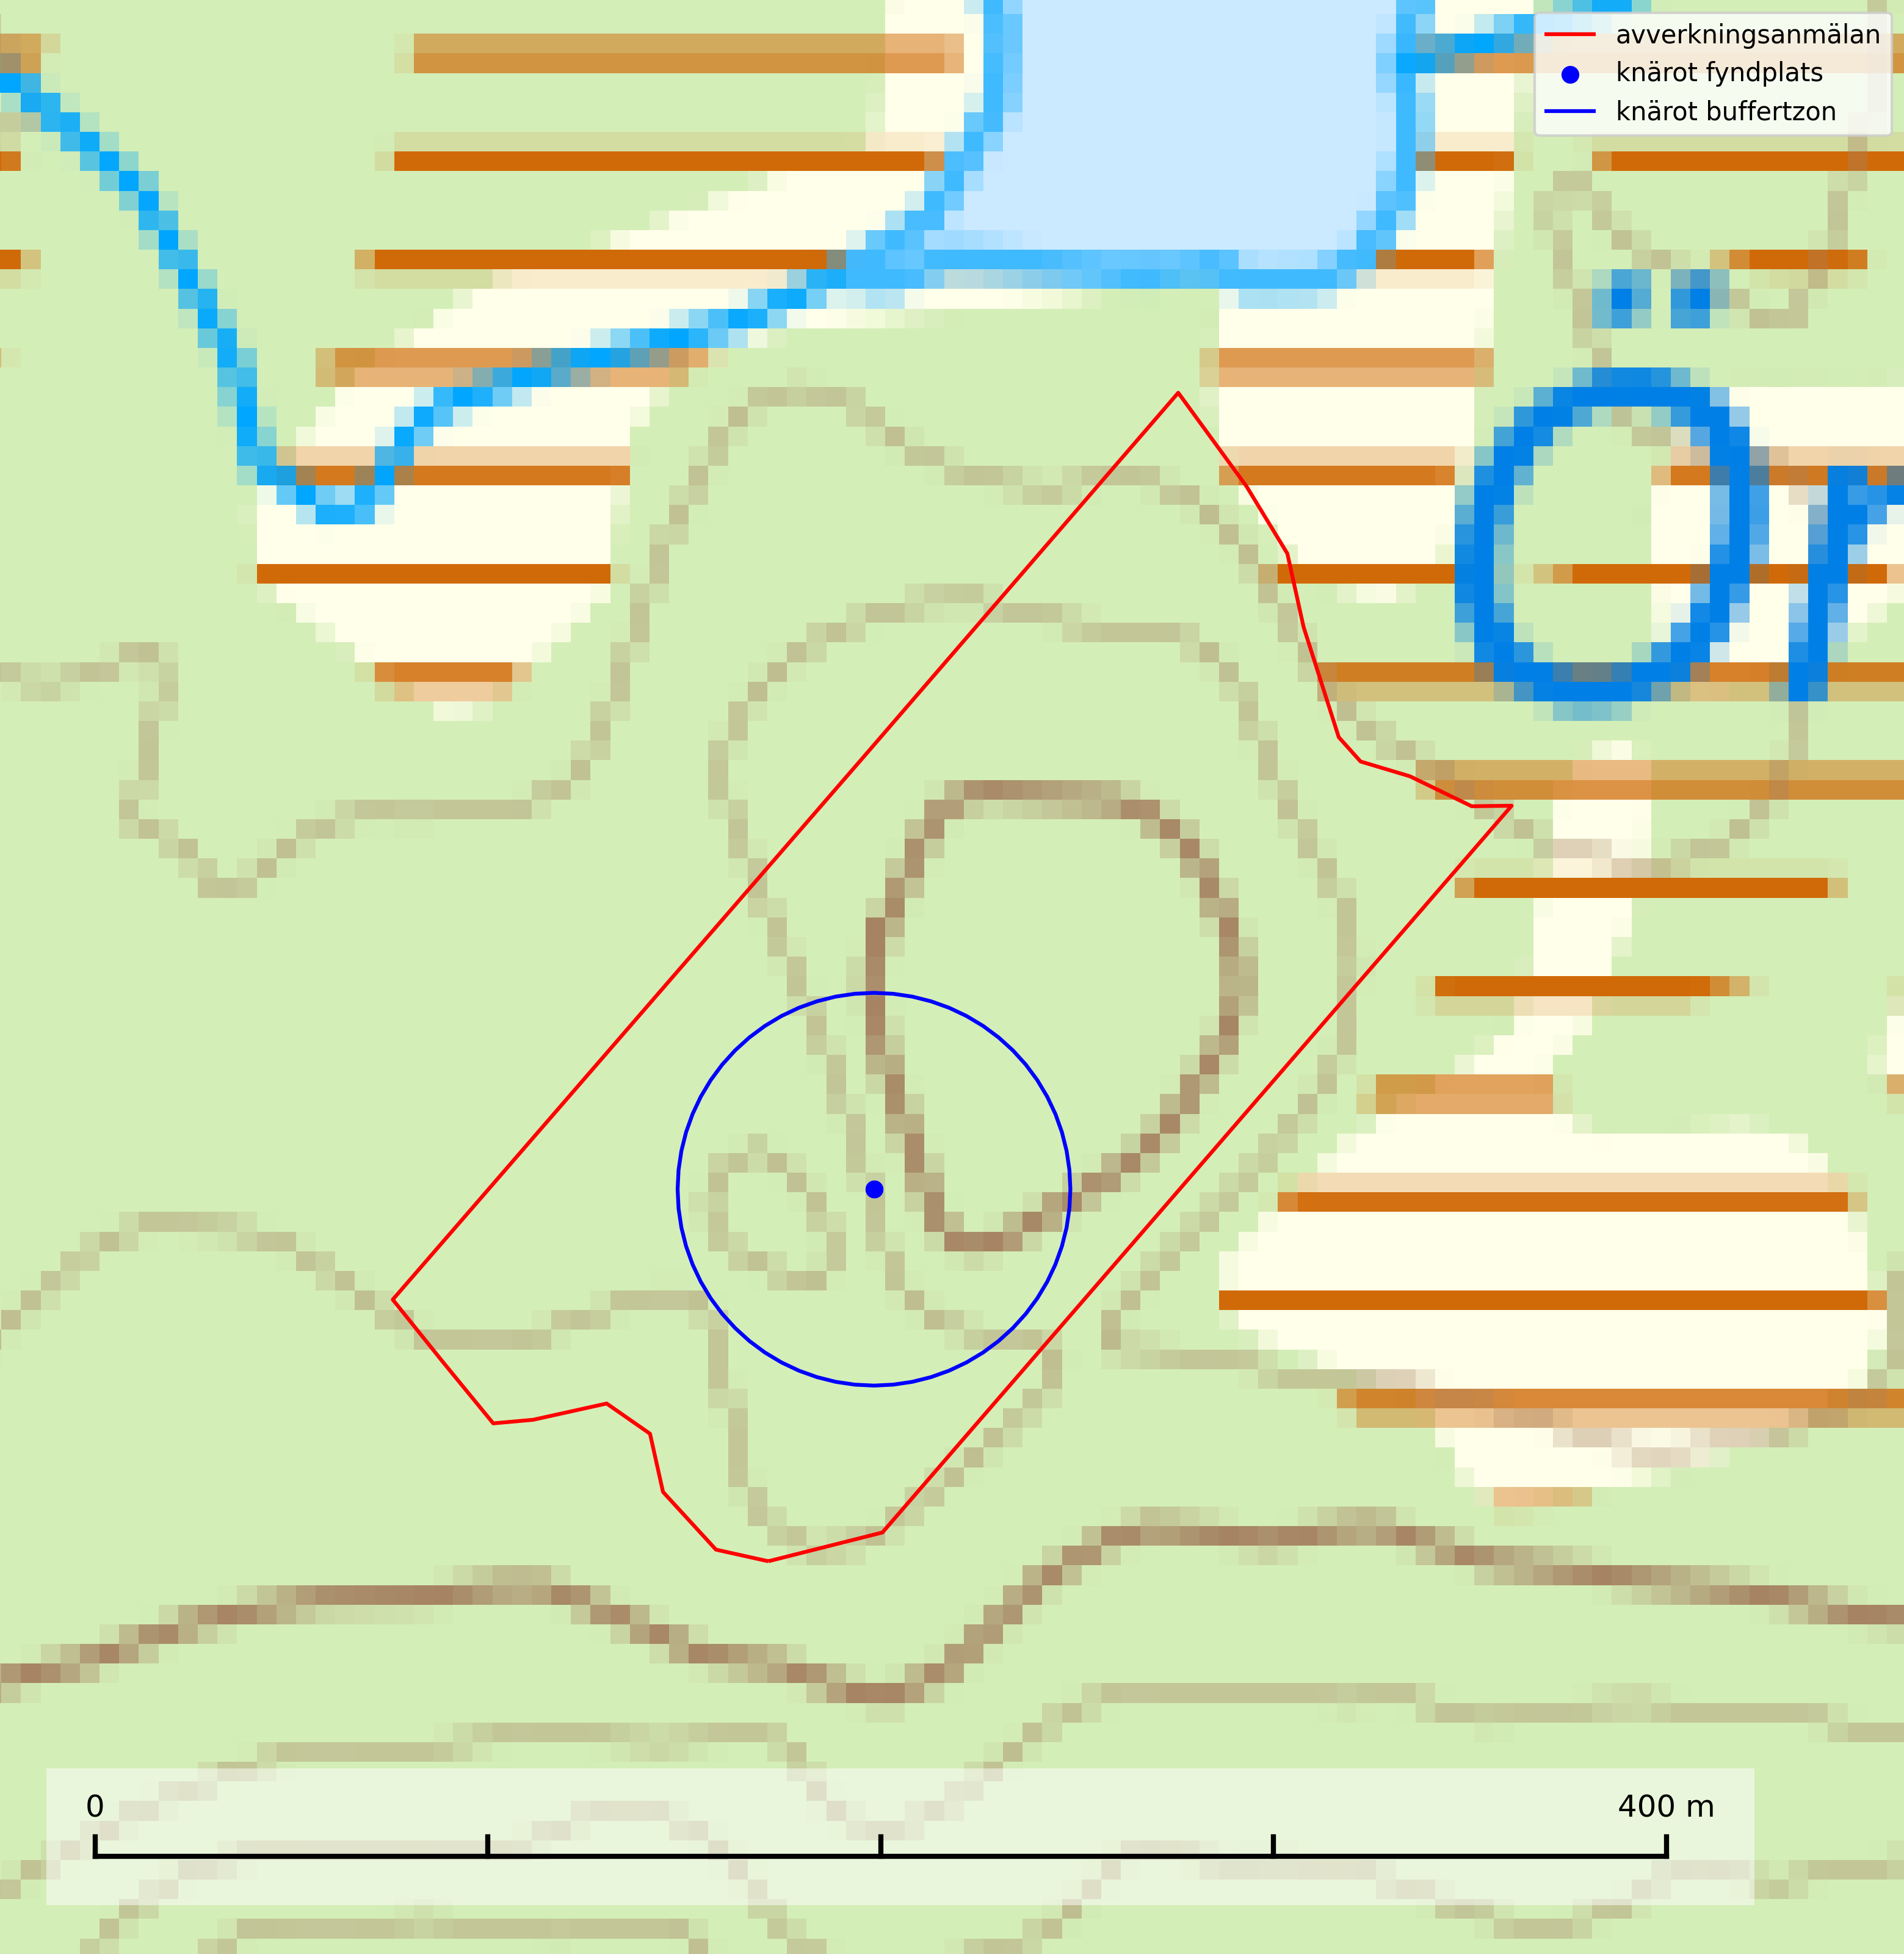 avverkningsanmälan
knärot fyndplats
knärot buffertzon
0
400 m